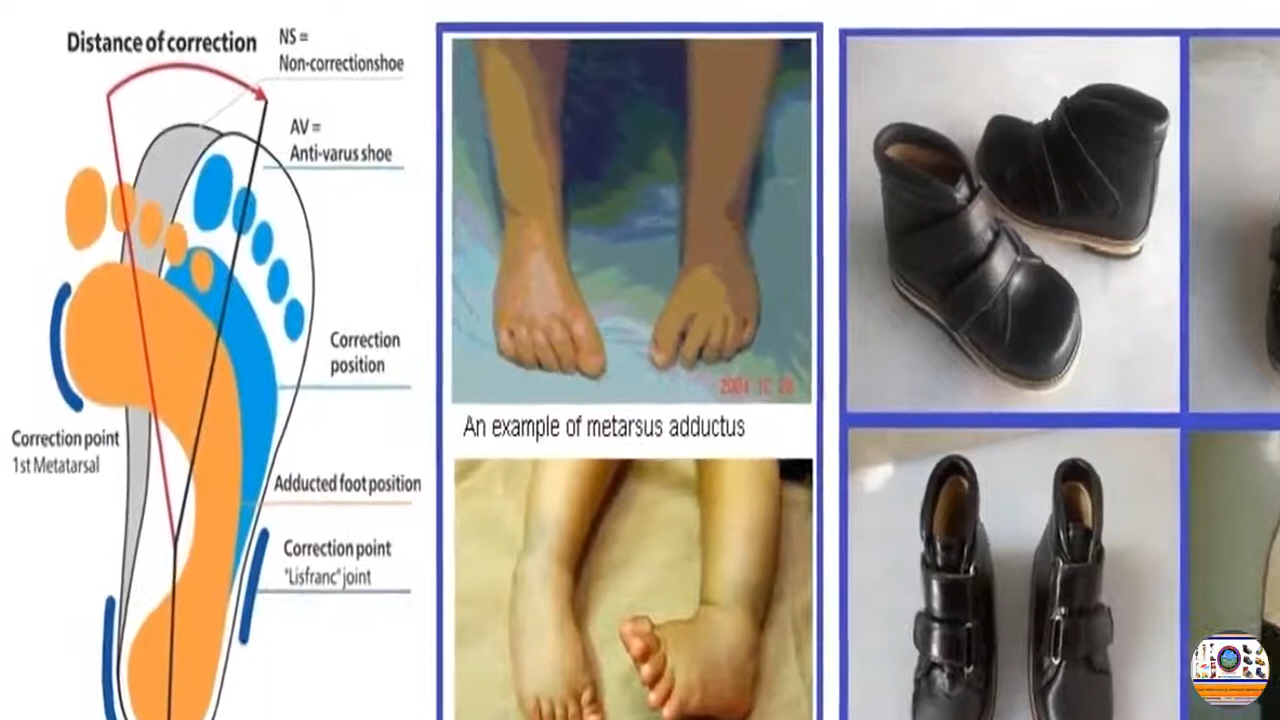 Distance of correction
NS =
Non-correctionshoe
AV =
Anti-varus shoe
Correction
position
Correction point
1st Metatarsal
Adducted foot position
Correction point
"Lisfranc"joint
An example of metarsus adductus